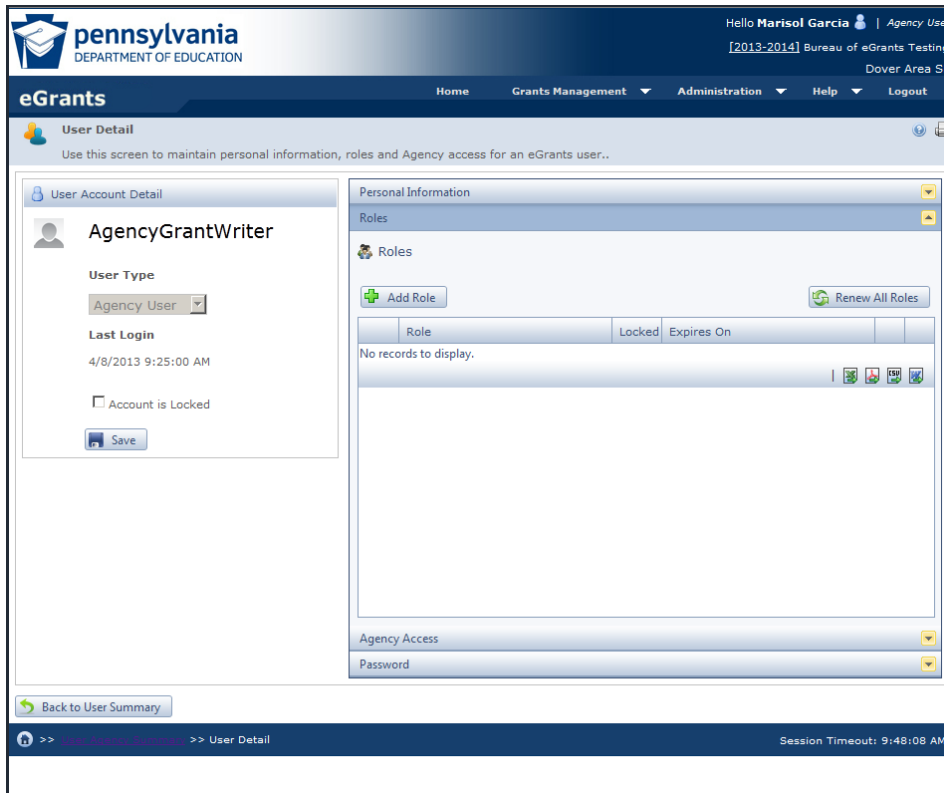 pennsylvania
DEPARTMENT OF EDUCATION
Hello Marisol Garcia | Agency Use
[2013-2014] Bureau of eGrants Testing
Dover Area S
eGrants
Home Grants Management Administration Help Logout
User Detail
Use this screen to maintain personal information, roles and Agency access for an eGrants user..
User Account Detail
AgencyGrantWriter
User Type
Agency User
Last Login
4/8/2013 9:25:00 AM
Account is Locked
Save
Personal Information
Roles
Roles
Add Role Renew All Roles
Role Locked Expires On
No records to display.
|
CSV
Agency Access
Password
Back to User Summary
>> >> User Detail
Session Timeout: 9:48:08 AM